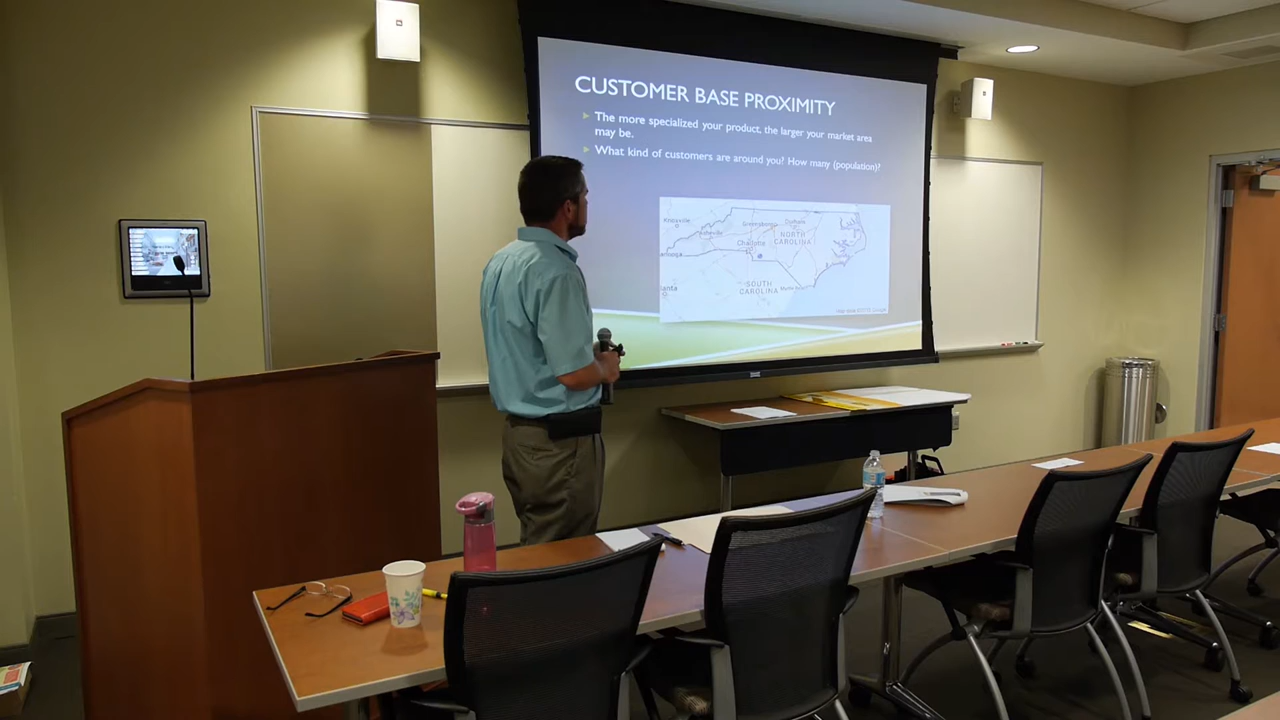 CUSTOMER BASE PROXIMITY
The more specialized your product, the larger your market area
may be.
What kind of customers are around you? How many (population)?
Knoxville
Greensboro
Durham
Asheville
NORTH
CAROLINA
Charlotte
SOUTH
CAROLINA